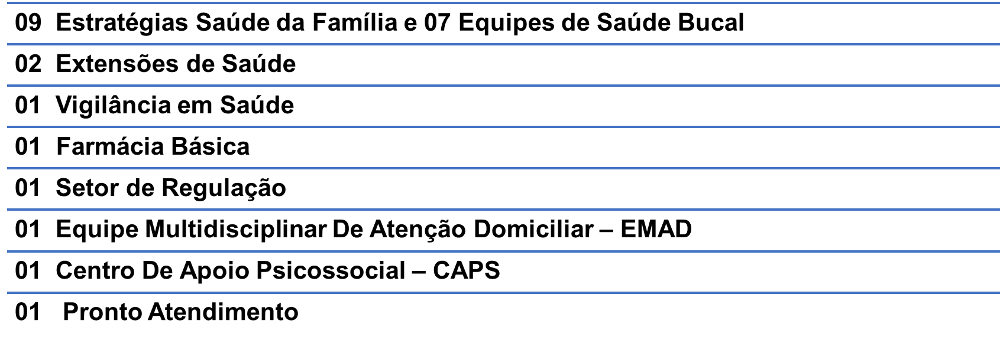 09 Estratégias Saúde da Família e 07 Equipes de Saúde Bucal
02 Extensões de Saúde
01 Vigilância em Saúde
01 Farmácia Básica
01 Setor de Regulação
01 Equipe Multidisciplinar De Atenção Domiciliar – EMAD
01 Centro De Apoio Psicossocial – CAPS
01 Pronto Atendimento